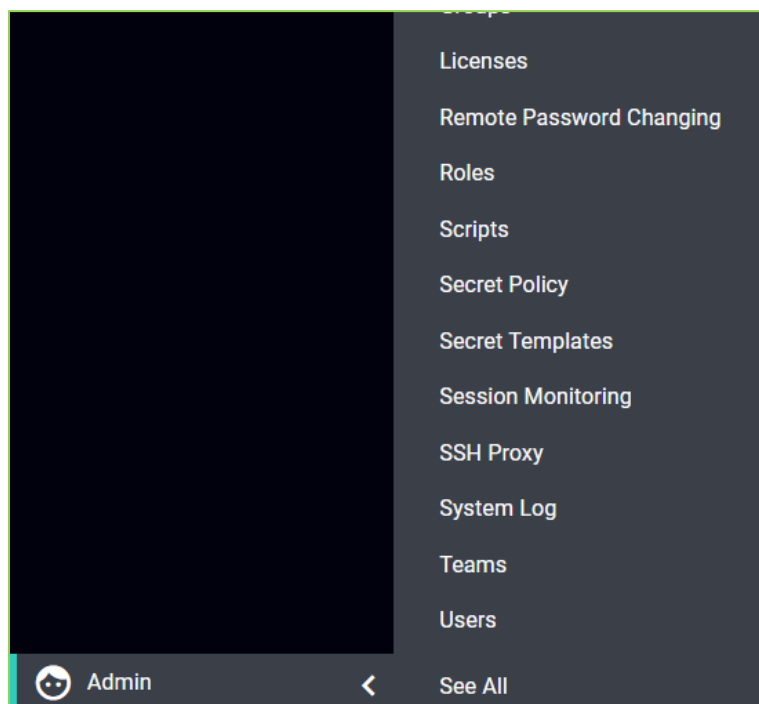 Licenses
Remote Password Changing
Roles
Scripts
Secret Policy
Secret Templates
Session Monitoring
SSH Proxy
System Log
Teams
Users
Admin
See All